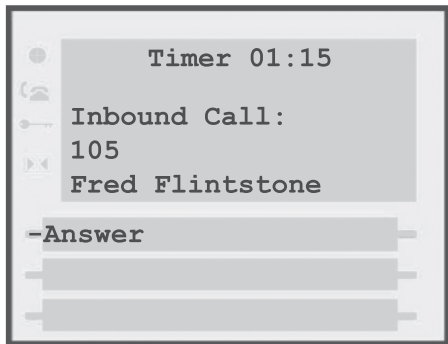 Timer 01:15
Inbound Call:
105
Fred Flintstone
-Answer